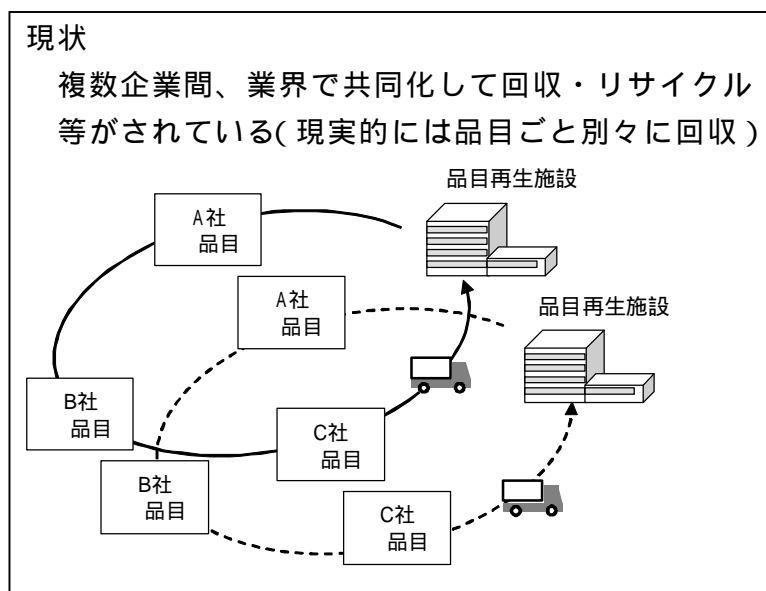 現状
複数企業間、業界で共同化して回収・リサイクル
等がされている(現実的には品目ごと別々に回収)
品目再生施設
A社
品目
A社
品目
品目再生施設
B社
品目
C社
品目
B社
品目
C社
品目